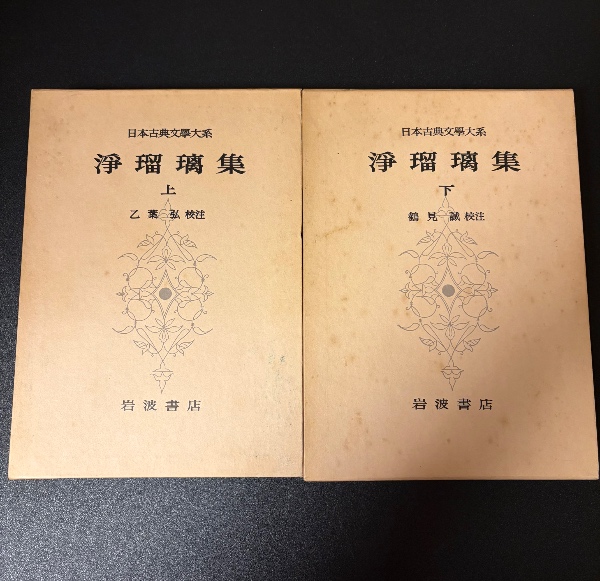 日本古典文學大系
淨瑠璃集
上
乙葉 弘 校注
岩波書店
日本古典文學大系
淨瑠璃集
下
鶴見 誠 校注
岩波書店